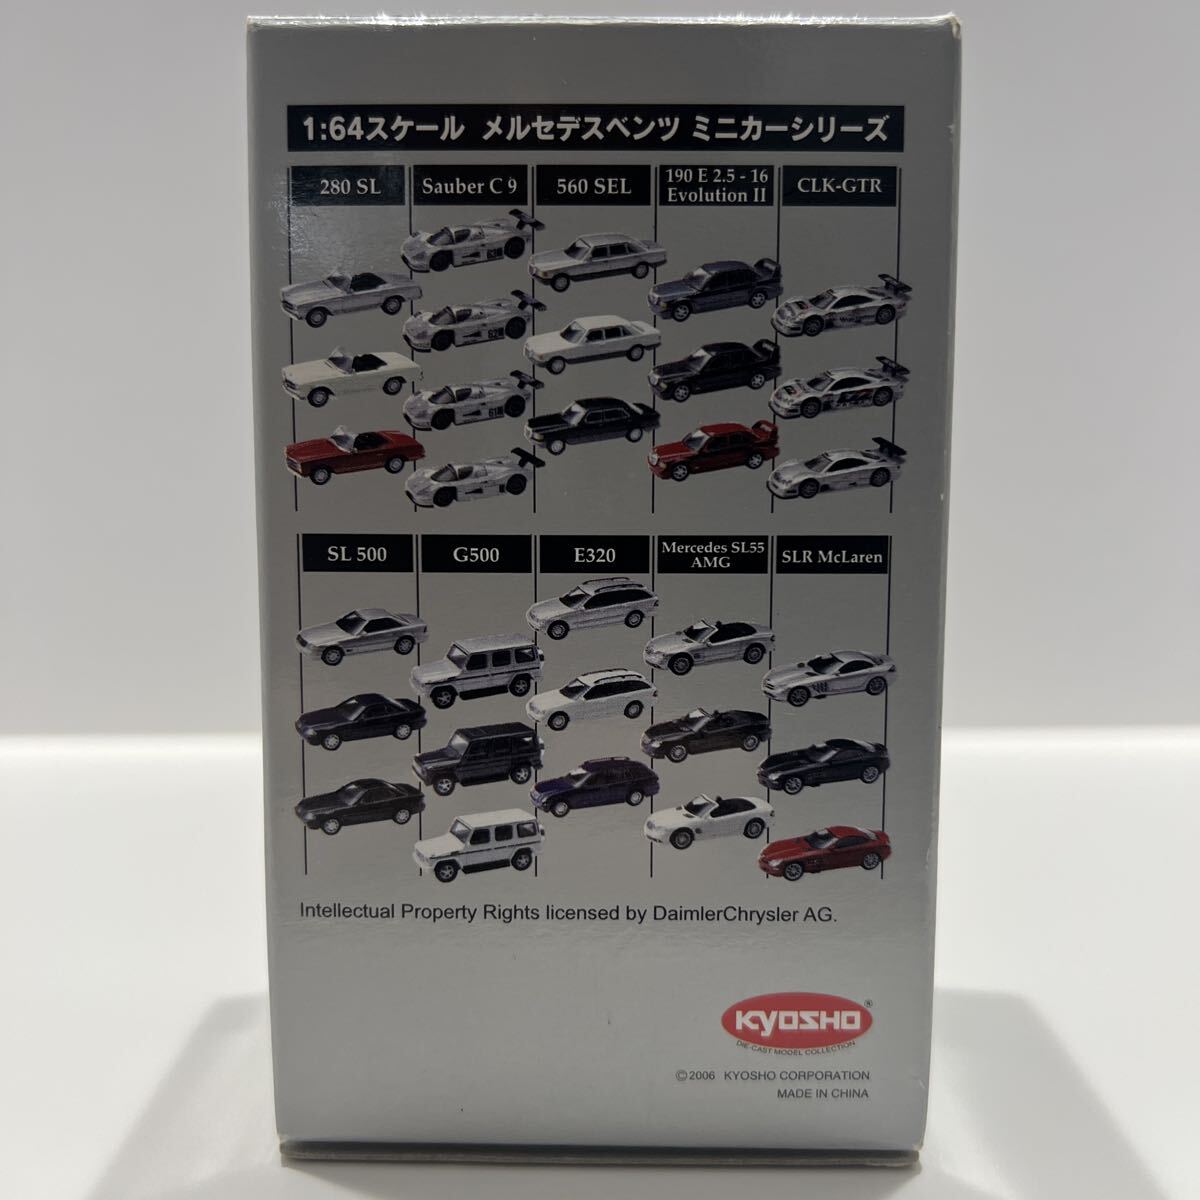 1:64スケール メルセデスベンツ ミニカーシリーズ
280 SL
Sauber C 9
560 SEL
190 E 2.5 - 16
Evolution II
CLK-GTR
63
62
61
SL 500
G500
E320
Mercedes SL55
AMG
SLR McLaren
Intellectual Property Rights licensed by DaimlerChrysler AG.
KYOSHO®
DIE-CAST MODEL COLLECTION
©2006 KYOSHO CORPORATION
MADE IN CHINA